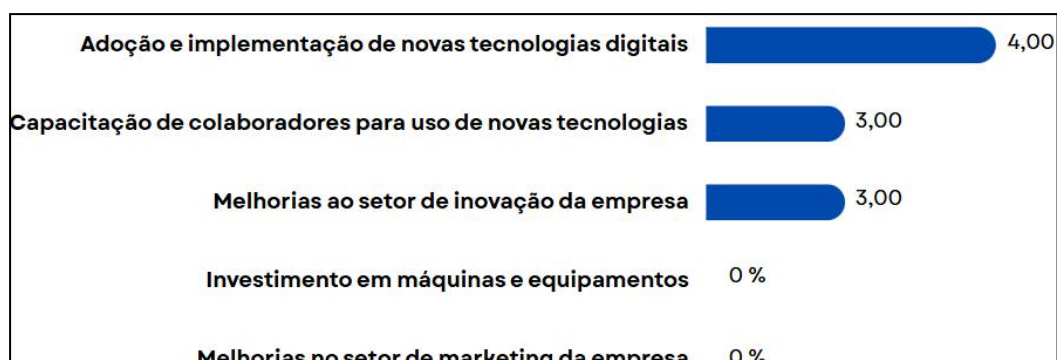 Adoção e implementação de novas tecnologias digitais 4,00
Capacitação de colaboradores para uso de novas tecnologias 3,00
Melhorias ao setor de inovação da empresa 3,00
Investimento em máquinas e equipamentos 0 %
Melhorias no setor de marketing da empresa 0 %